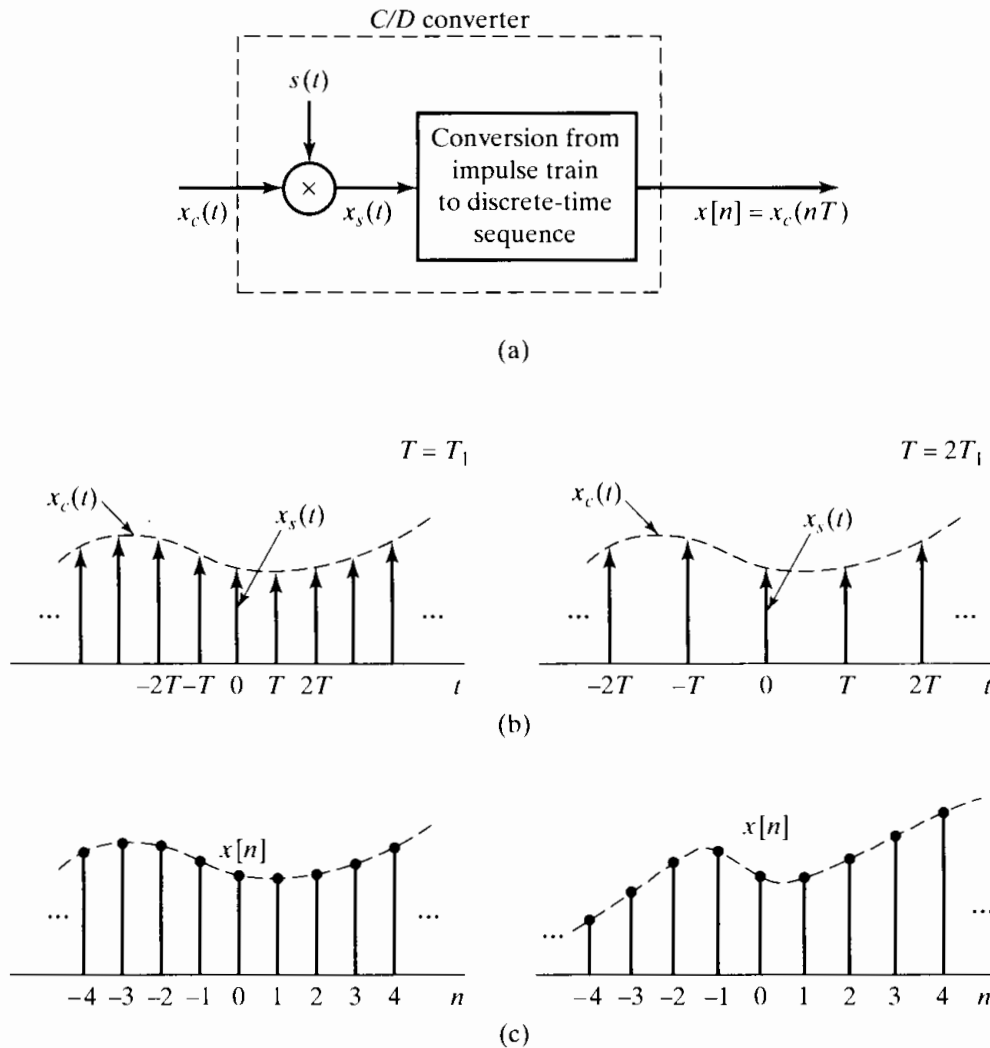 C/D converter
s(t)
×
Conversion from
impulse train
to discrete-time
sequence
x_c(t)
x_s(t)
x[n] = x_c(nT)
(a)
T = T_1
T = 2T_1
x_c(t)
x_s(t)
...
...
−2T −T 0 T 2T t
x_c(t)
x_s(t)
...
...
−2T −T 0 T 2T t
(b)
x[n]
...
...
−4 −3 −2 −1 0 1 2 3 4 n
x[n]
...
...
−4 −3 −2 −1 0 1 2 3 4 n
(c)